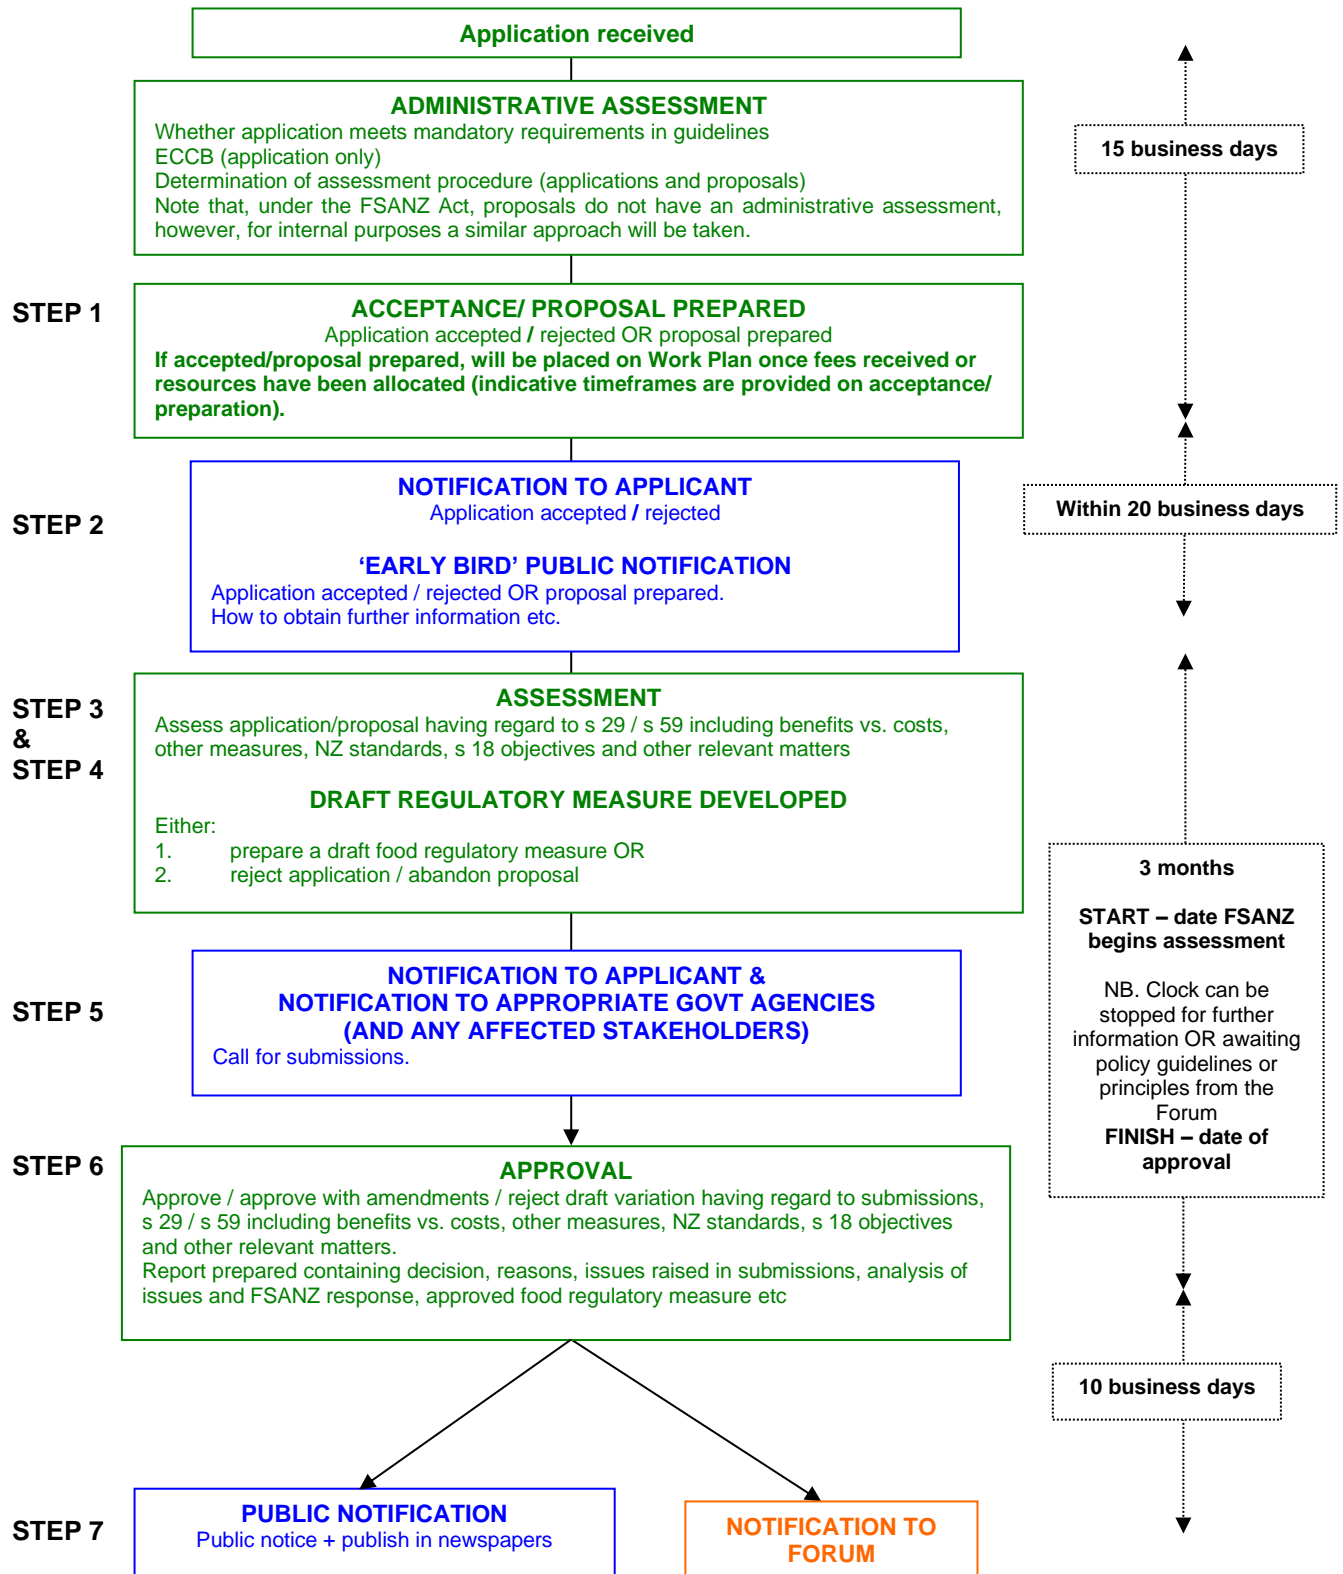 Application received
ADMINISTRATIVE ASSESSMENT
Whether application meets mandatory requirements in guidelines
ECCB (application only)
Determination of assessment procedure (applications and proposals)
Note that, under the FSANZ Act, proposals do not have an administrative assessment,
however, for internal purposes a similar approach will be taken.
15 business days
STEP 1
ACCEPTANCE/ PROPOSAL PREPARED
Application accepted / rejected OR proposal prepared
If accepted/proposal prepared, will be placed on Work Plan once fees received or
resources have been allocated (indicative timeframes are provided on acceptance/
preparation).
STEP 2
NOTIFICATION TO APPLICANT
Application accepted / rejected
‘EARLY BIRD’ PUBLIC NOTIFICATION
Application accepted / rejected OR proposal prepared.
How to obtain further information etc.
Within 20 business days
STEP 3
&
STEP 4
ASSESSMENT
Assess application/proposal having regard to s 29 / s 59 including benefits vs. costs,
other measures, NZ standards, s 18 objectives and other relevant matters
DRAFT REGULATORY MEASURE DEVELOPED
Either:
1. prepare a draft food regulatory measure OR
2. reject application / abandon proposal
3 months
START – date FSANZ
begins assessment
NB. Clock can be
stopped for further
information OR awaiting
policy guidelines or
principles from the
Forum
FINISH – date of
approval
STEP 5
NOTIFICATION TO APPLICANT &
NOTIFICATION TO APPROPRIATE GOVT AGENCIES
(AND ANY AFFECTED STAKEHOLDERS)
Call for submissions.
STEP 6
APPROVAL
Approve / approve with amendments / reject draft variation having regard to submissions,
s 29 / s 59 including benefits vs. costs, other measures, NZ standards, s 18 objectives
and other relevant matters.
Report prepared containing decision, reasons, issues raised in submissions, analysis of
issues and FSANZ response, approved food regulatory measure etc
10 business days
STEP 7
PUBLIC NOTIFICATION
Public notice + publish in newspapers
NOTIFICATION TO
FORUM